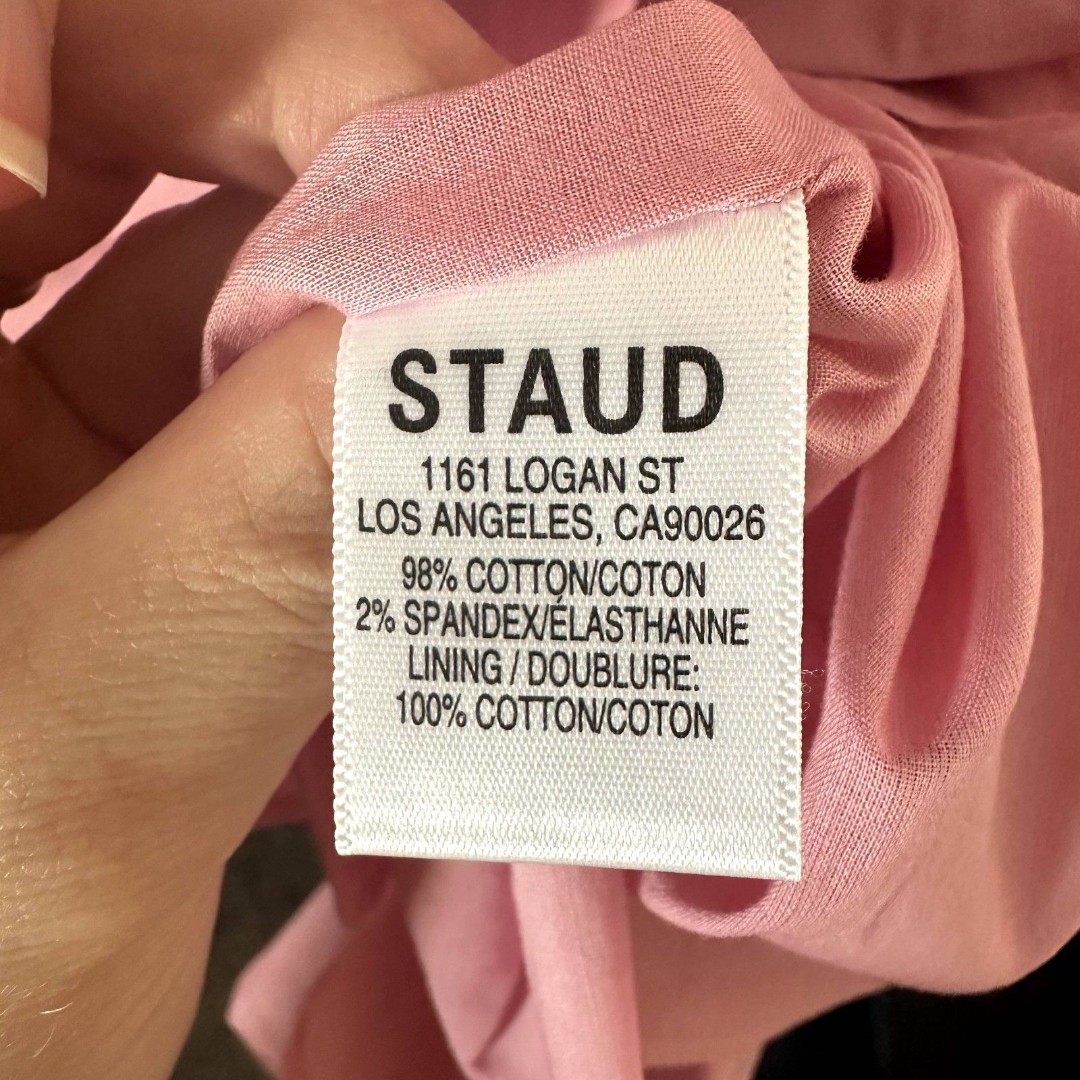 STAUD
1161 LOGAN ST
LOS ANGELES, CA90026
98% COTTON/COTON
2% SPANDEX/ÉLASTHANNE
LINING / DOUBLURE:
100% COTTON/COTON